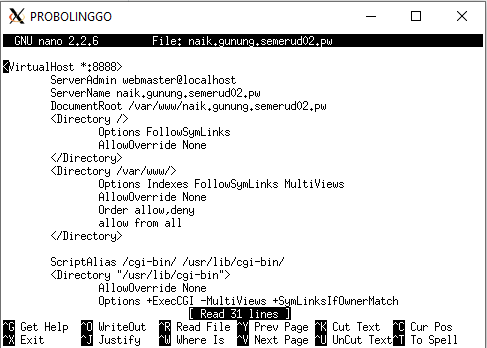 PROBOLINGGO
GNU nano 2.2.6 File: naik.gunung.semerud02.pw
<VirtualHost *:8888>
ServerAdmin webmaster@localhost
ServerName naik.gunung.semerud02.pw
DocumentRoot /var/www/naik.gunung.semerud02.pw
<Directory />
Options FollowSymLinks
AllowOverride None
</Directory>
<Directory /var/www/>
Options Indexes FollowSymLinks MultiViews
AllowOverride None
Order allow,deny
allow from all
</Directory>
ScriptAlias /cgi-bin/ /usr/lib/cgi-bin/
<Directory "/usr/lib/cgi-bin">
AllowOverride None
Options +ExecCGI -MultiViews +SymLinksIfOwnerMatch
[ Read 31 lines ]
^G Get Help ^O WriteOut ^R Read File ^Y Prev Page ^K Cut Text ^C Cur Pos
^X Exit ^J Justify ^W Where Is ^V Next Page ^U UnCut Text ^T To Spell